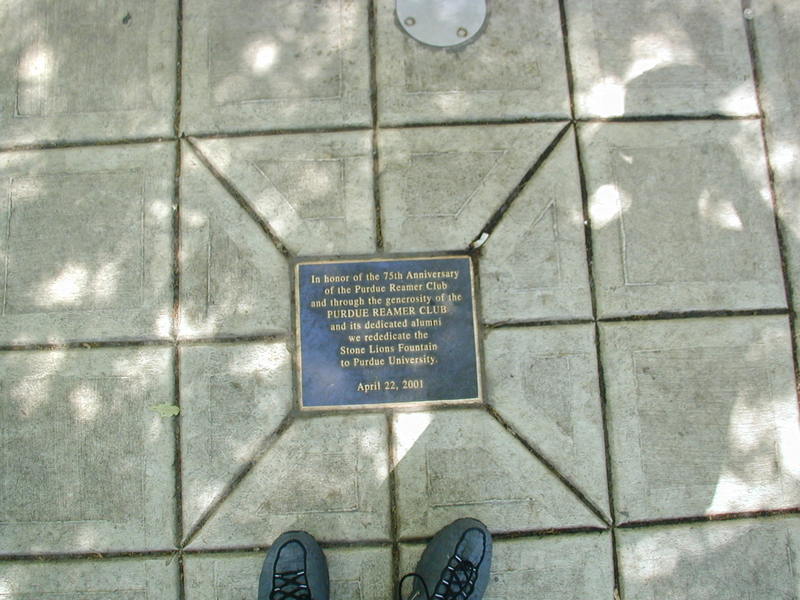 In honor of the 75th Anniversary
of the Purdue Reamer Club
and through the generosity of the
PURDUE REAMER CLUB
and its dedicated alumni
we rededicate the
Stone Lions Fountain
to Purdue University.
April 22, 2001